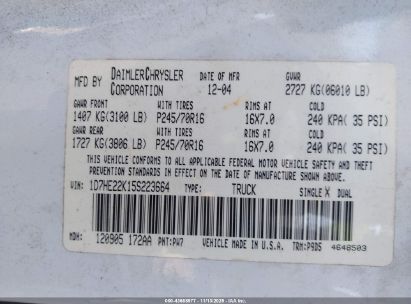 MFD BY DAIMLERCHRYSLER CORPORATION DATE OF MFR 12-04 GVWR 2727 KG(06010 LB)
GAWR FRONT WITH TIRES RIMS AT COLD
1407 KG(3100 LB) P245/70R16 16X7.0 240 KPA( 35 PSI)
GAWR REAR WITH TIRES RIMS AT COLD
1727 KG(3806 LB) P245/70R16 16X7.0 240 KPA( 35 PSI)
THIS VEHICLE CONFORMS TO ALL APPLICABLE FEDERAL MOTOR VEHICLE SAFETY AND
THEFT PREVENTION STANDARDS IN EFFECT ON THE DATE OF MANUFACTURE SHOWN ABOVE.
VIN: 1D7HE22K15S223664 TYPE: TRUCK SINGLE X DUAL
MDH: 120905 172AA PNT: PW7 VEHICLE MADE IN U.S.A. TRM: P9DS 4648503